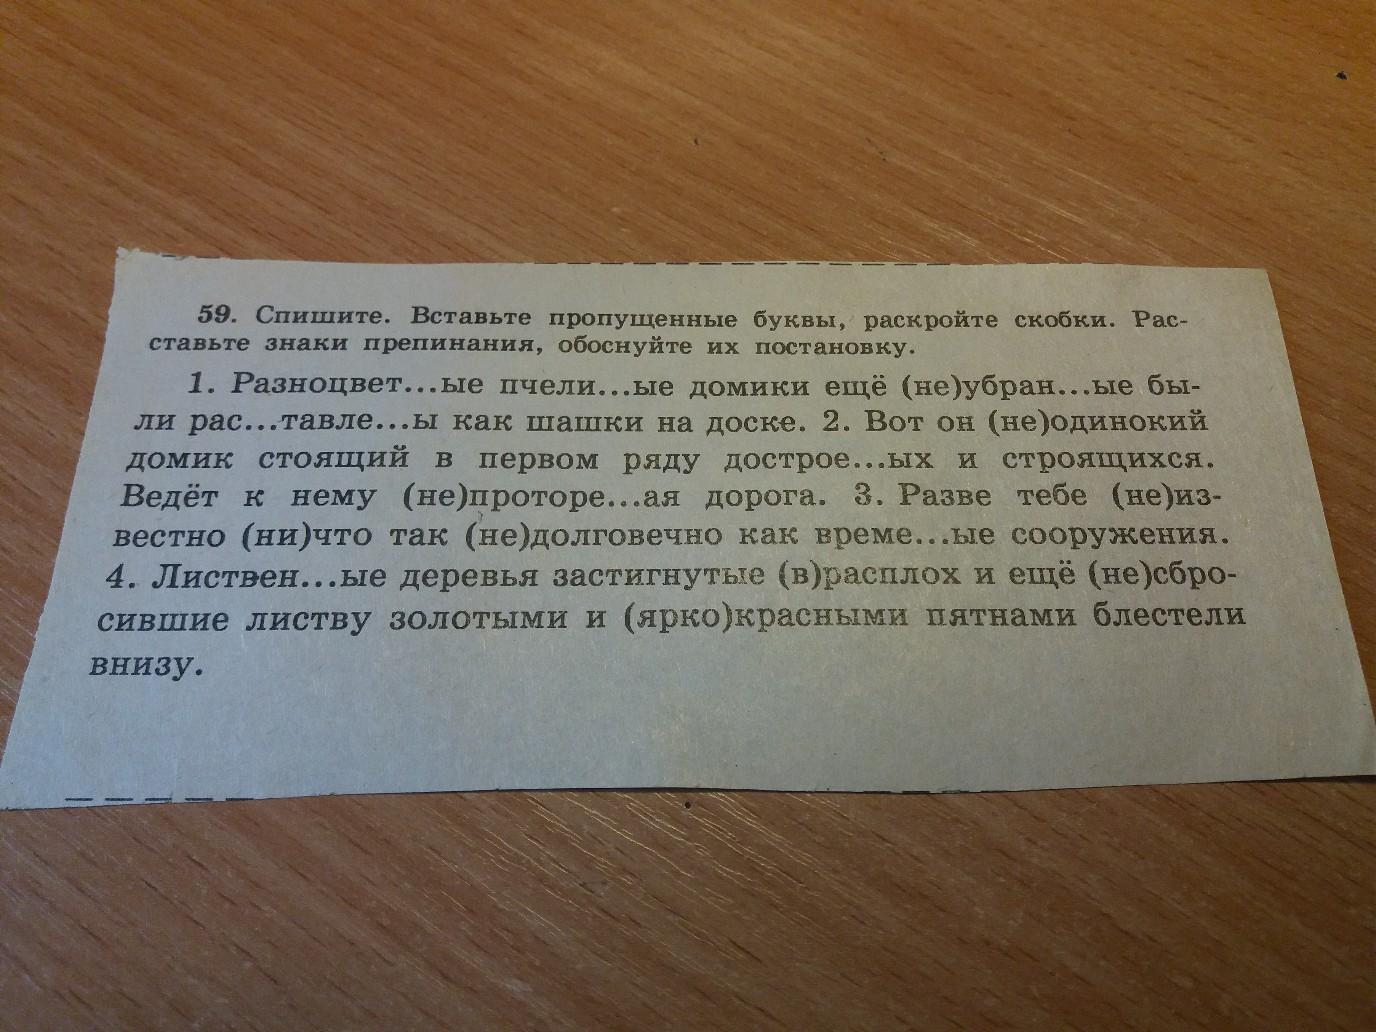 59. Спишите. Вставьте пропущенные буквы, раскройте скобки. Рас-
ставьте знаки препинания, обоснуйте их постановку.
1. Разноцвет...ые пчели...ые домики ещё (не)убран...ые бы-
ли рас...тавле...ы как шашки на доске. 2. Вот он (не)одинокий
домик стоящий в первом ряду достpoe...ых и строящихся.
Ведёт к нему (не)проторе...ая дорога. 3. Разве тебе (не)из-
вестно (ни)что так (не)долговечно как време...ые сооружения.
4. Листвен...ые деревья застигнутые (в)расплох и ещё (не)сбро-
сившие листву золотыми и (ярко)красными пятнами блестели
внизу.